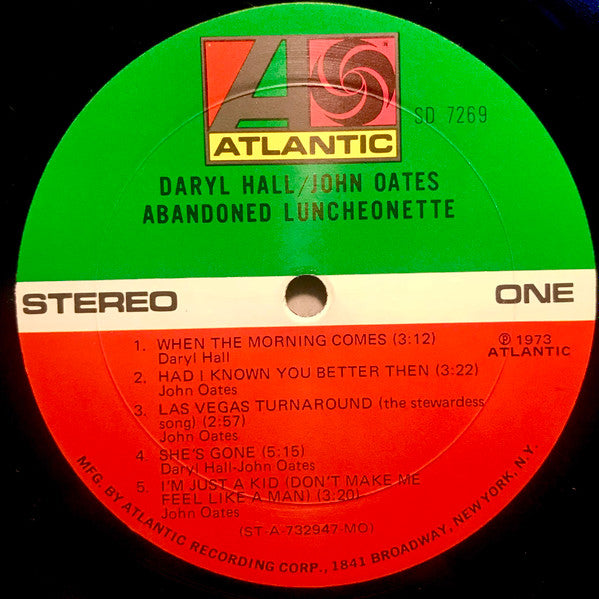 ATLANTIC
SD 7269
DARYL HALL/JOHN OATES
ABANDONED LUNCHEONETTE
STEREO
ONE
1. WHEN THE MORNING COMES (3:12)
Daryl Hall
℗ 1973
ATLANTIC
2. HAD I KNOWN YOU BETTER THEN (3:22)
John Oates
3. LAS VEGAS TURNAROUND (the stewardess
song) (2:57)
John Oates
4. SHE'S GONE (5:15)
Daryl Hall-John Oates
5. I'M JUST A KID (DON'T MAKE ME
FEEL LIKE A MAN) (3:20)
John Oates
(ST-A-732947-MO)
MFG. BY ATLANTIC RECORDING CORP., 1841 BROADWAY, NEW YORK, N.Y.